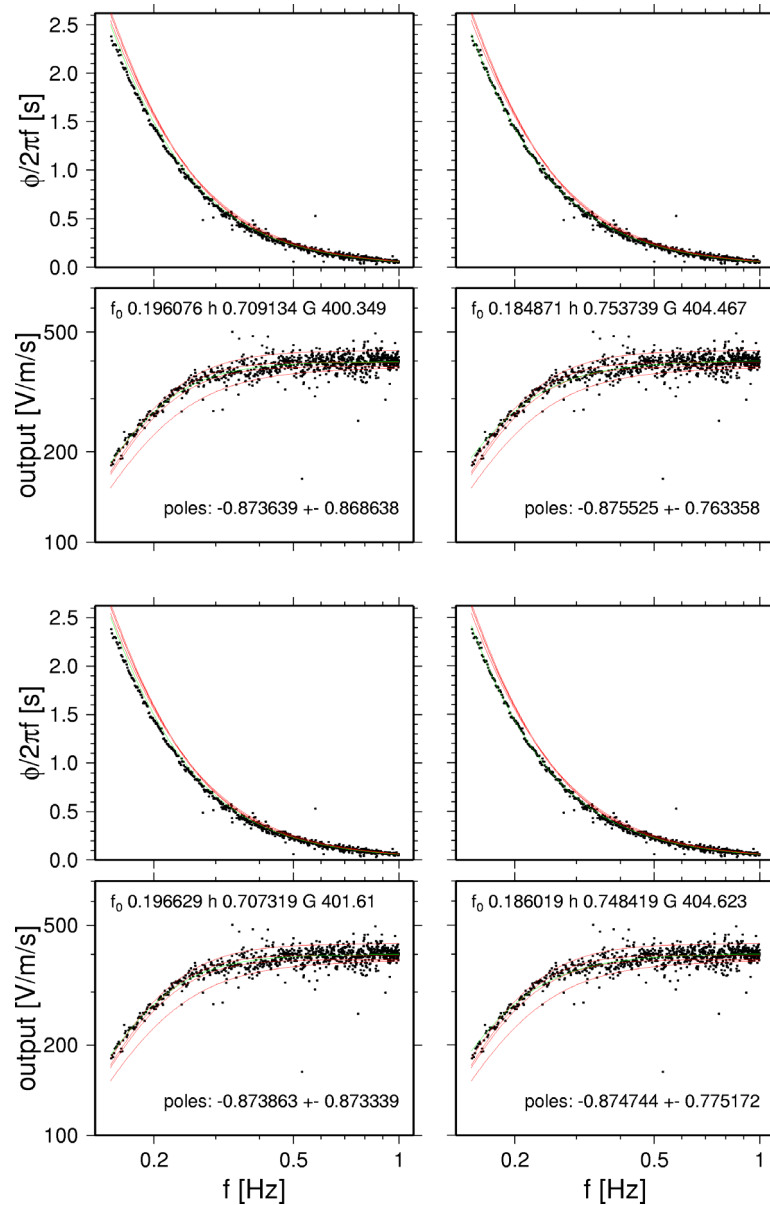 2.5
2.0
1.5
1.0
0.5
0.0
ϕ/2πf [s]
f₀ 0.196076 h 0.709134 G 400.349
f₀ 0.184871 h 0.753739 G 404.467
500
200
100
output [V/m/s]
poles: -0.873639 +- 0.868638
poles: -0.875525 +- 0.763358
2.5
2.0
1.5
1.0
0.5
0.0
ϕ/2πf [s]
f₀ 0.196629 h 0.707319 G 401.61
f₀ 0.186019 h 0.748419 G 404.623
500
200
100
output [V/m/s]
poles: -0.873863 +- 0.873339
poles: -0.874744 +- 0.775172
0.2 0.5 1
0.2 0.5 1
f [Hz]
f [Hz]